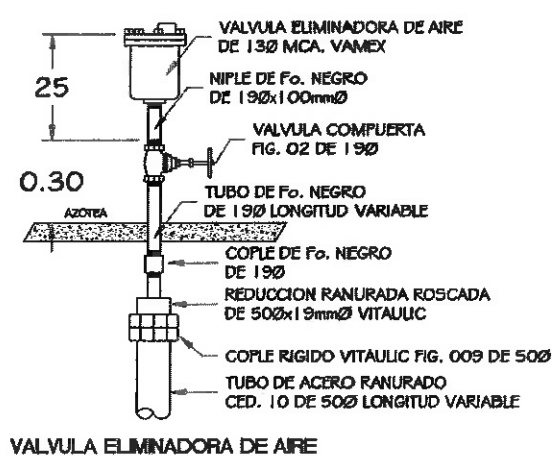 VALVULA ELIMINADORA DE AIRE
DE 13Ø MCA. VAMEX
25
NIPLE DE Fo. NEGRO
DE 19Øx100mmØ
VALVULA COMPUERTA
FIG. 02 DE 19Ø
0.30
TUBO DE Fo. NEGRO
DE 19Ø LONGITUD VARIABLE
AZOTEA
COPLE DE Fo. NEGRO
DE 19Ø
REDUCCION RANURADA ROSCADA
DE 50Øx19mmØ VITAULIC
COPLE RIGIDO VITAULIC FIG. 009 DE 50Ø
TUBO DE ACERO RANURADO
CED. 10 DE 50Ø LONGITUD VARIABLE
VALVULA ELIMINADORA DE AIRE